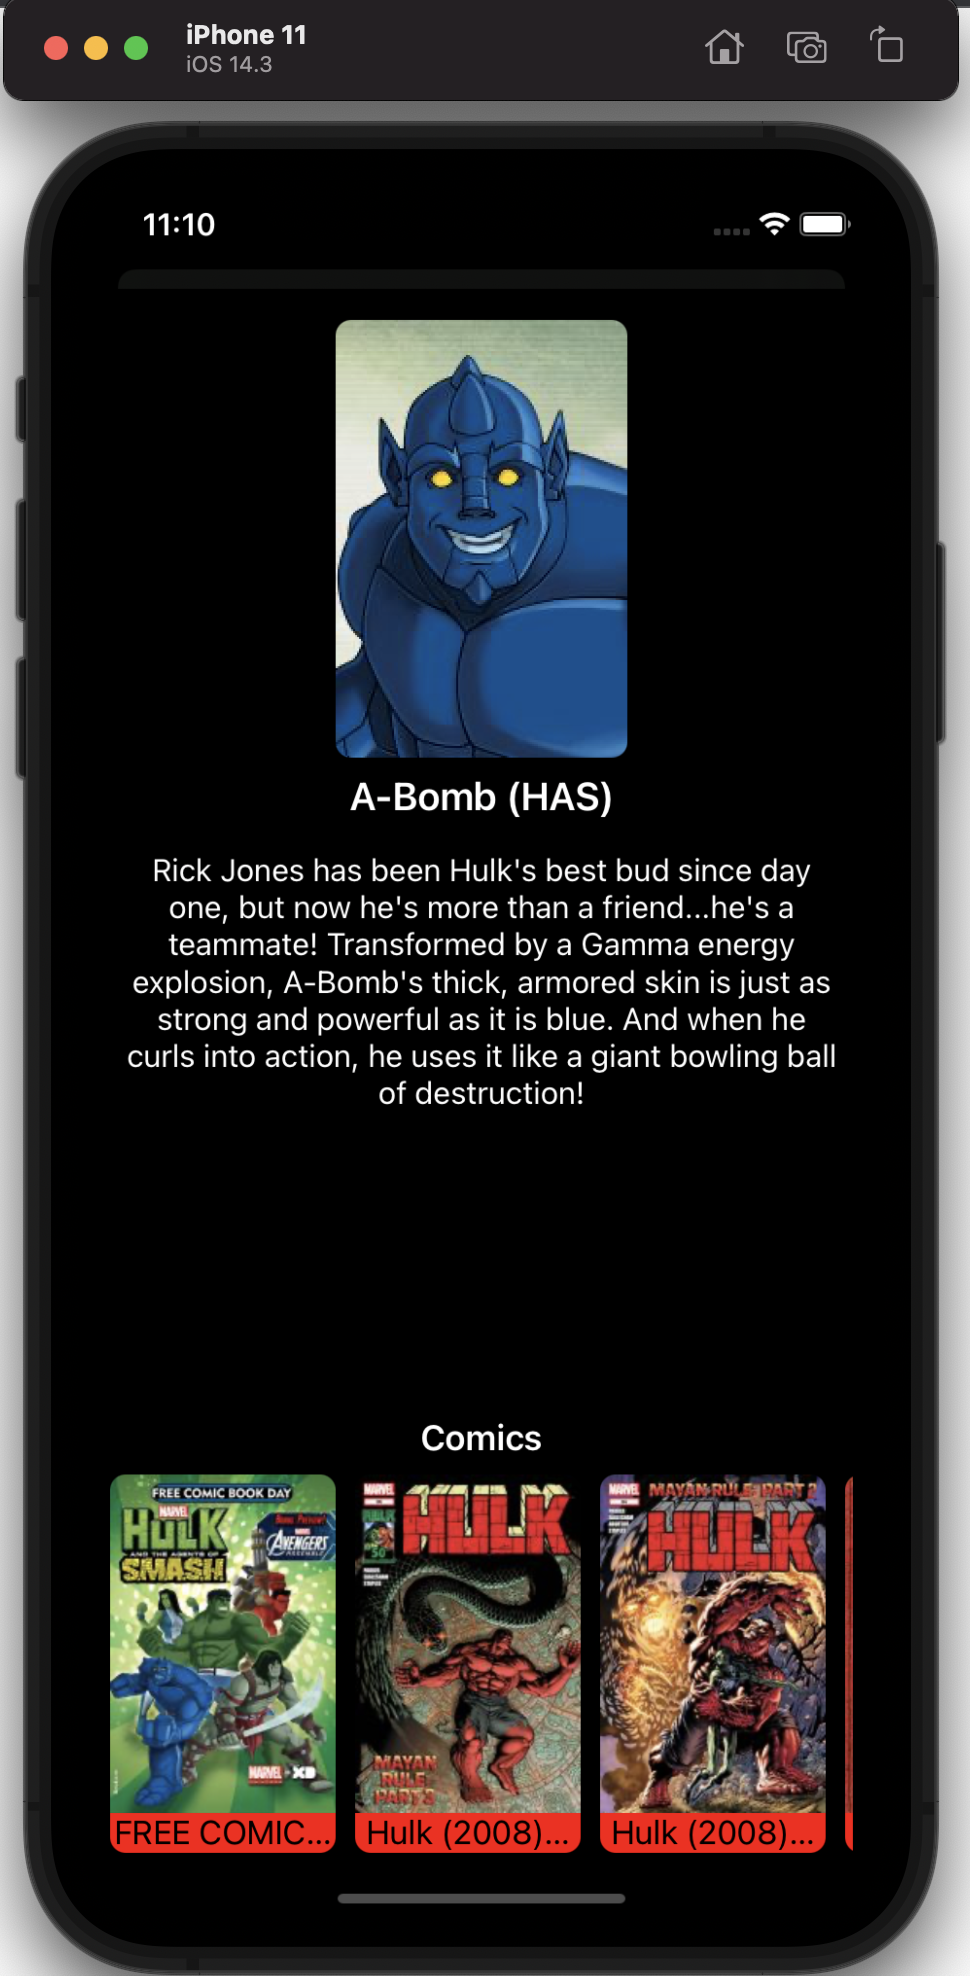 iPhone 11
iOS 14.3
11:10
A-Bomb (HAS)
Rick Jones has been Hulk's best bud since day
one, but now he's more than a friend...he's a
teammate! Transformed by a Gamma energy
explosion, A-Bomb's thick, armored skin is just as
strong and powerful as it is blue. And when he
curls into action, he uses it like a giant bowling ball
of destruction!
Comics
FREE COMIC BOOK DAY
MARVEL
HULK
AND THE AGENTS OF
SMASH
MARVEL
AVENGERS
ASSEMBLE
MARVEL XD
MARVEL
HULK
50
MAYAN
RULE
PART 3
MARVEL
MAYAN RULE: PART 2
HULK
FREE COMIC...
Hulk (2008)...
Hulk (2008)...